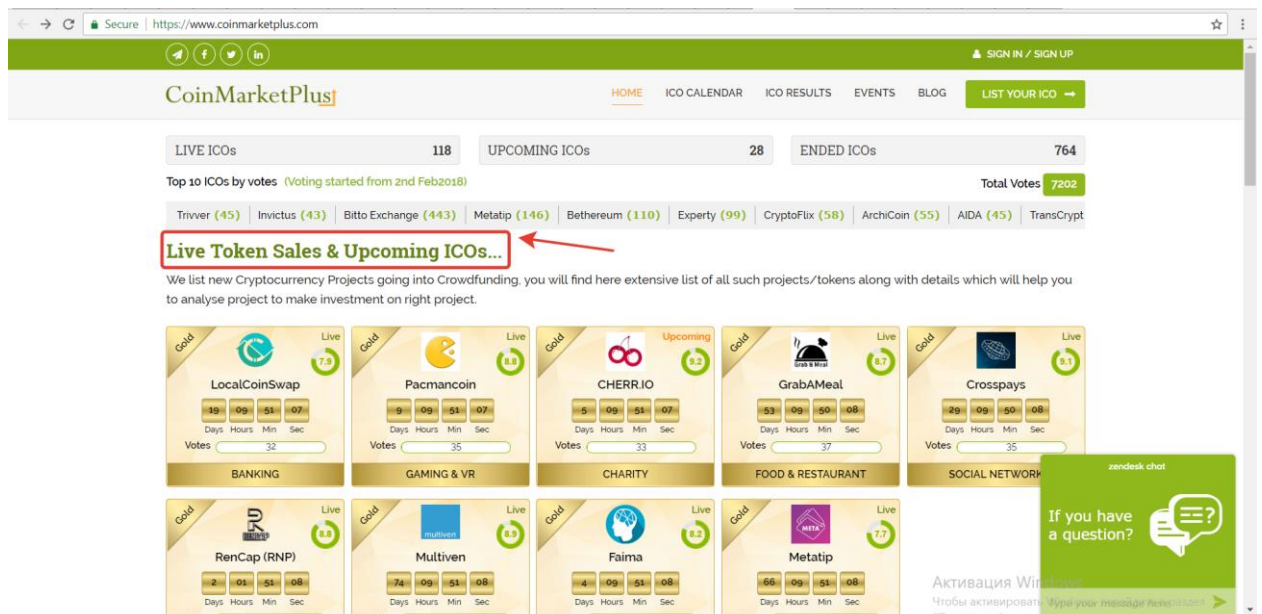 Secure | https://www.coinmarketplus.com
SIGN IN / SIGN UP
CoinMarketPlus
HOME ICO CALENDAR ICO RESULTS EVENTS BLOG LIST YOUR ICO →
LIVE ICOs 118 UPCOMING ICOs 28 ENDED ICOs 764
Top 10 ICOs by votes (Voting started from 2nd Feb2018) Total Votes 7202
Trivver (45) Invictus (43) Bitto Exchange (443) Metatip (146) Bethereum (110) Experty (99) CryptoFlix (58) ArchiCoin (55) AIDA (45) TransCrypt
Live Token Sales & Upcoming ICOs...
We list new Cryptocurrency Projects going into Crowdfunding, you will find here extensive list of all such projects/tokens along with details which will help you
to analyse project to make investment on right project.
Gold Live Gold Live Gold Upcoming Gold Live Gold Live
7.9 8.8 9.2 Grab A Meal 8.7 9.1
LocalCoinSwap Pacmancoin CHERR.IO GrabAMeal Crosspays
19 09 51 07 9 09 51 07 5 09 51 07 53 09 50 08 29 09 50 08
Days Hours Min Sec Days Hours Min Sec Days Hours Min Sec Days Hours Min Sec Days Hours Min Sec
Votes 32 Votes 35 Votes 33 Votes 37 Votes 35
BANKING GAMING & VR CHARITY FOOD & RESTAURANT SOCIAL NETWORK
zendesk chat
If you have
a question?
Gold Live Gold Live Gold Live Gold Live
RENCAP 8.8 multiven 8.9 8.2 META 7.7
RenCap (RNP) Multiven Faima Metatip
2 01 51 08 74 09 51 08 4 09 51 08 66 09 51 08
Days Hours Min Sec Days Hours Min Sec Days Hours Min Sec Days Hours Min Sec
Активация Windows
Чтобы активировать
Type your message here